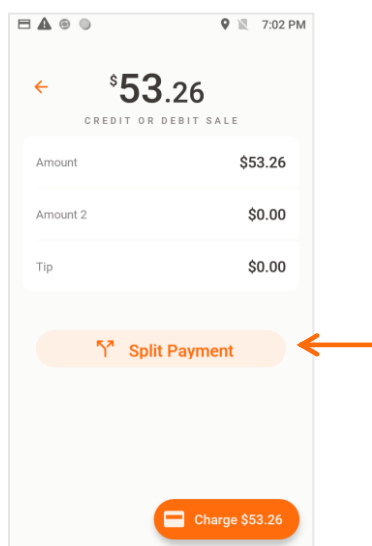 7:02 PM
$53.26
CREDIT OR DEBIT SALE
Amount $53.26
Amount 2 $0.00
Tip $0.00
Split Payment
Charge $53.26